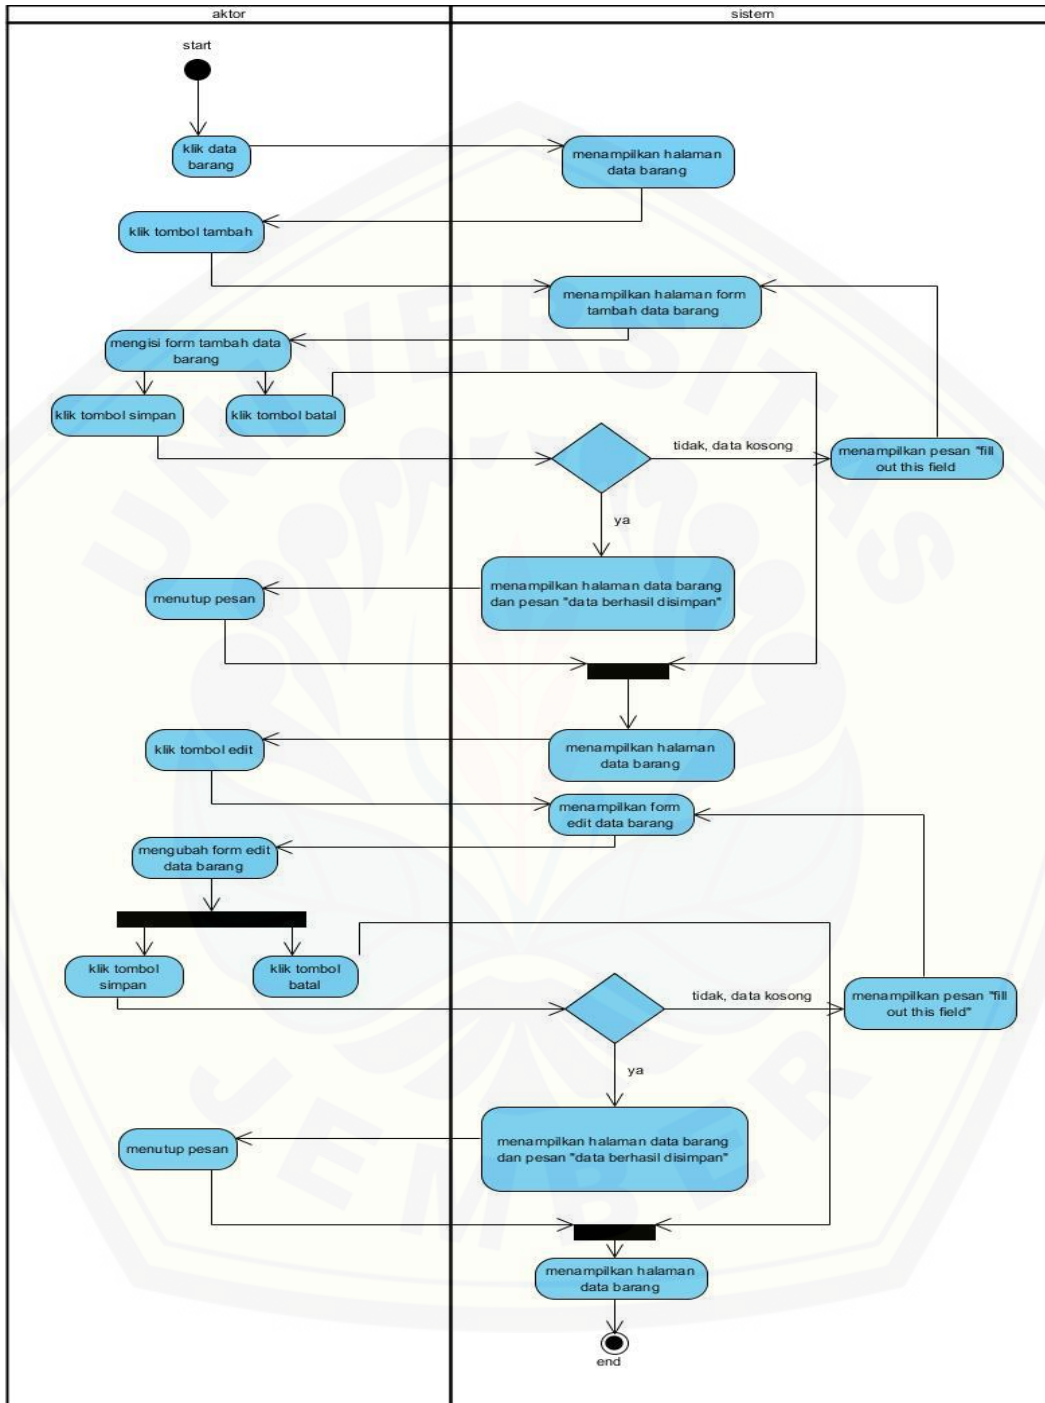 aktor
sistem
start
klik data
barang
menampilkan halaman
data barang
klik tombol tambah
menampilkan halaman form
tambah data barang
mengisi form tambah data
barang
klik tombol simpan
klik tombol batal
tidak, data kosong
menampilkan pesan "fill
out this field
ya
menampilkan halaman data barang
dan pesan "data berhasil disimpan"
menutup pesan
klik tombol edit
menampilkan halaman
data barang
menampilkan form
edit data barang
mengubah form edit
data barang
klik tombol
simpan
klik tombol
batal
tidak, data kosong
menampilkan pesan "fill
out this field"
ya
menampilkan halaman data barang
dan pesan "data berhasil disimpan"
menutup pesan
menampilkan halaman
data barang
end
UNIVERSITAS
JEMBER